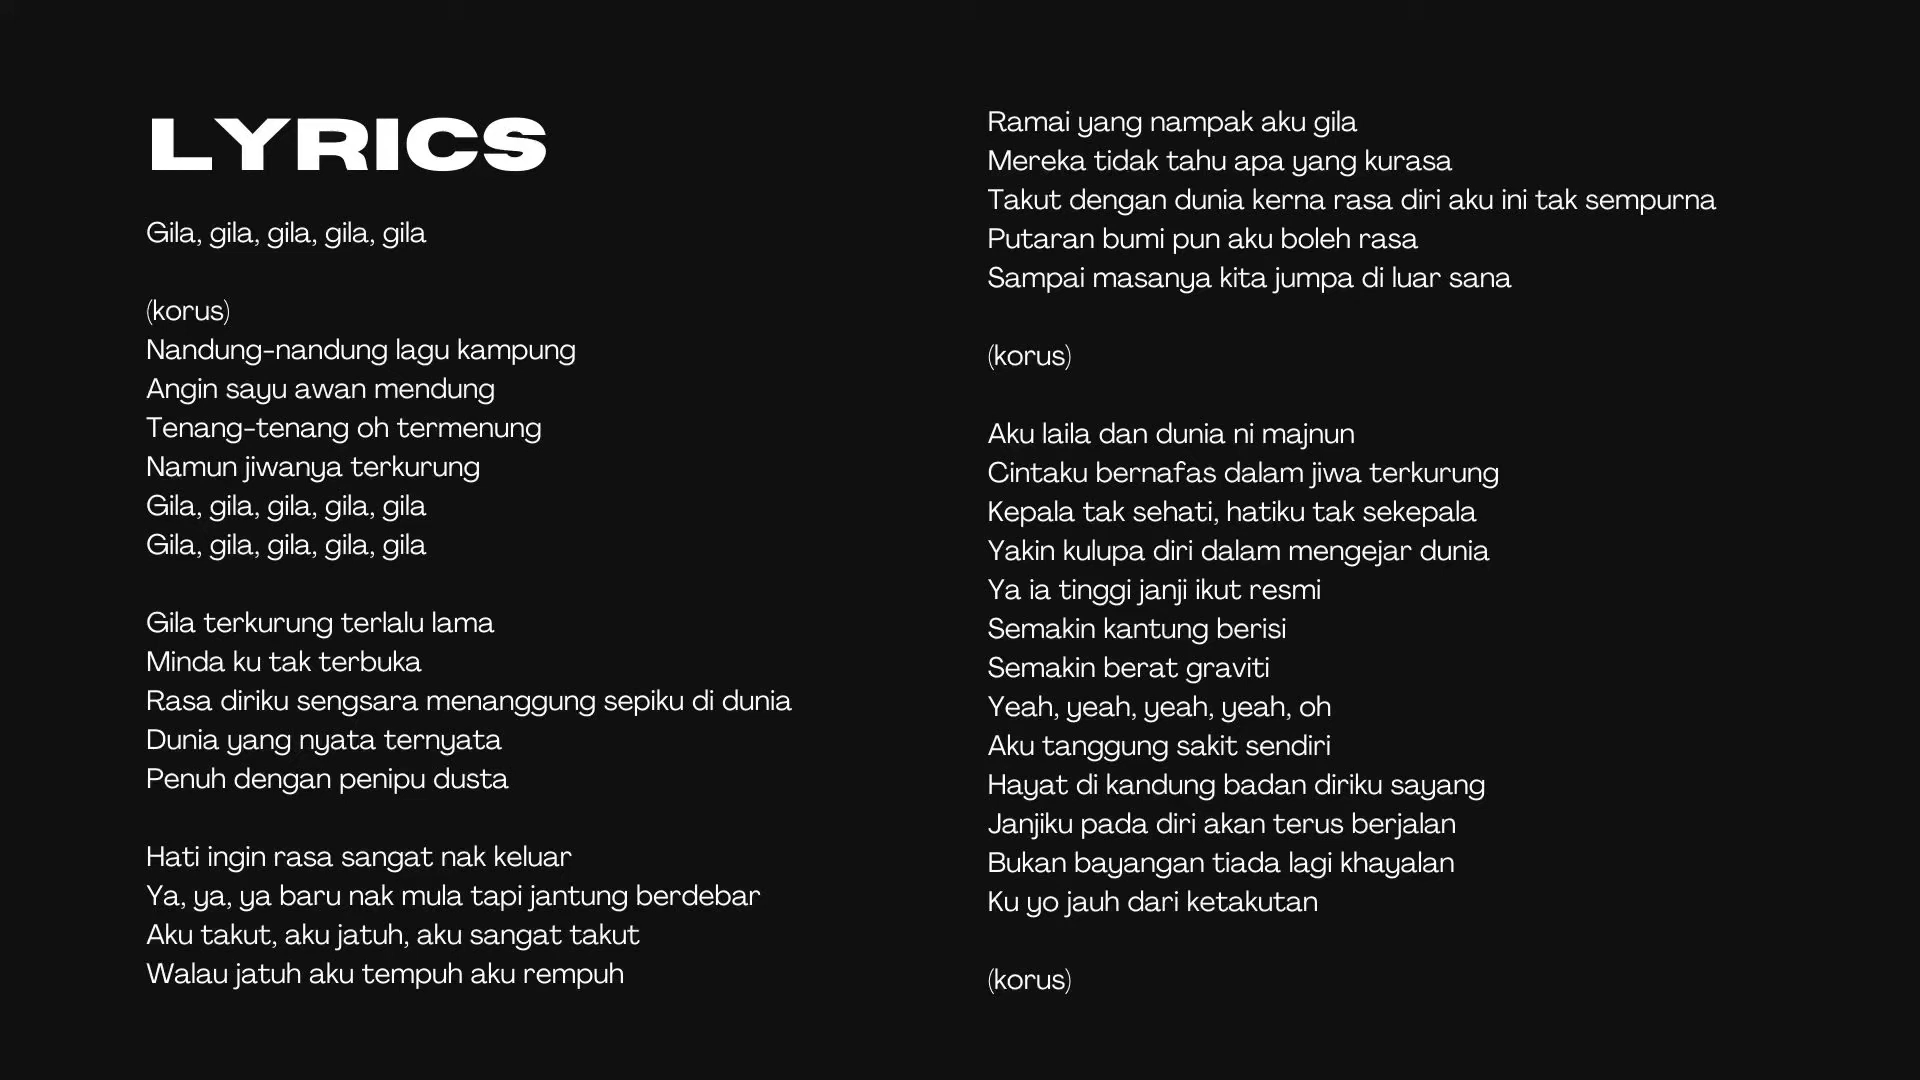 LYRICS
Gila, gila, gila, gila, gila
(korus)
Nandung-nandung lagu kampung
Angin sayu awan mendung
Tenang-tenang oh termenung
Namun jiwanya terkurung
Gila, gila, gila, gila, gila
Gila, gila, gila, gila, gila
Gila terkurung terlalu lama
Minda ku tak terbuka
Rasa diriku sengsara menanggung sepiku di dunia
Dunia yang nyata ternyata
Penuh dengan penipu dusta
Hati ingin rasa sangat nak keluar
Ya, ya, ya baru nak mula tapi jantung berdebar
Aku takut, aku jatuh, aku sangat takut
Walau jatuh aku tempuh aku rempuh
Ramai yang nampak aku gila
Mereka tidak tahu apa yang kurasa
Takut dengan dunia kerna rasa diri aku ini tak sempurna
Putaran bumi pun aku boleh rasa
Sampai masanya kita jumpa di luar sana
(korus)
Aku laila dan dunia ni majnun
Cintaku bernafas dalam jiwa terkurung
Kepala tak sehati, hatiku tak sekepala
Yakin kulupa diri dalam mengejar dunia
Ya ia tinggi janji ikut resmi
Semakin kantung berisi
Semakin berat graviti
Yeah, yeah, yeah, yeah, oh
Aku tanggung sakit sendiri
Hayat di kandung badan diriku sayang
Janjiku pada diri akan terus berjalan
Bukan bayangan tiada lagi khayalan
Ku yo jauh dari ketakutan
(korus)